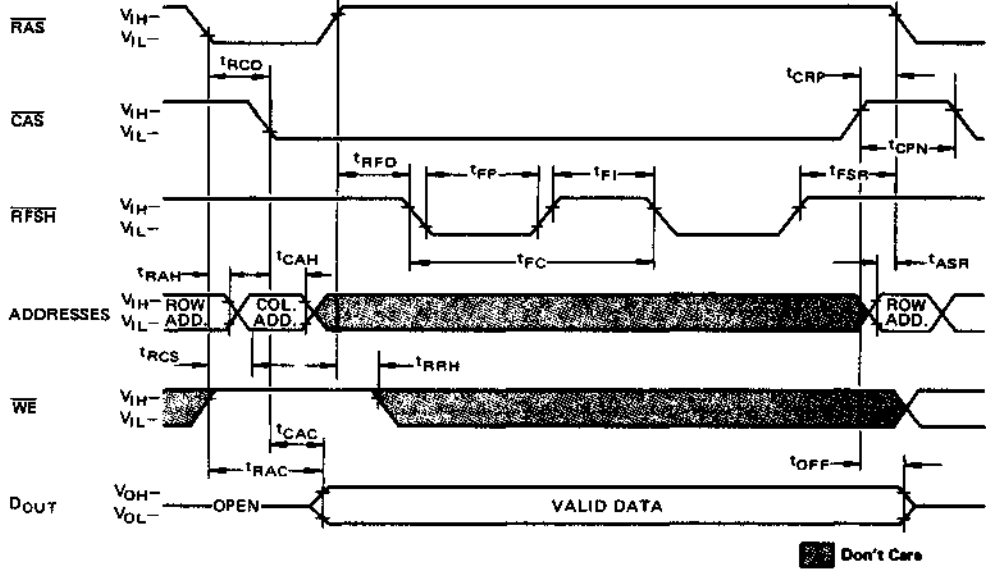 RAS
VIH–
VIL–
tRCD
tCRP
CAS
VIH–
VIL–
tCPN
tRFD
tFP
tFI
tFSR
RFSH
VIH–
VIL–
tFC
tRAH
tCAH
tASR
ADDRESSES
VIH–
VIL–
ROW ADD.
COL. ADD.
ROW ADD.
tRCS
tRRH
WE
VIH–
VIL–
tCAC
tRAC
tOFF
DOUT
VOH–
VOL–
OPEN
VALID DATA
Don't Care